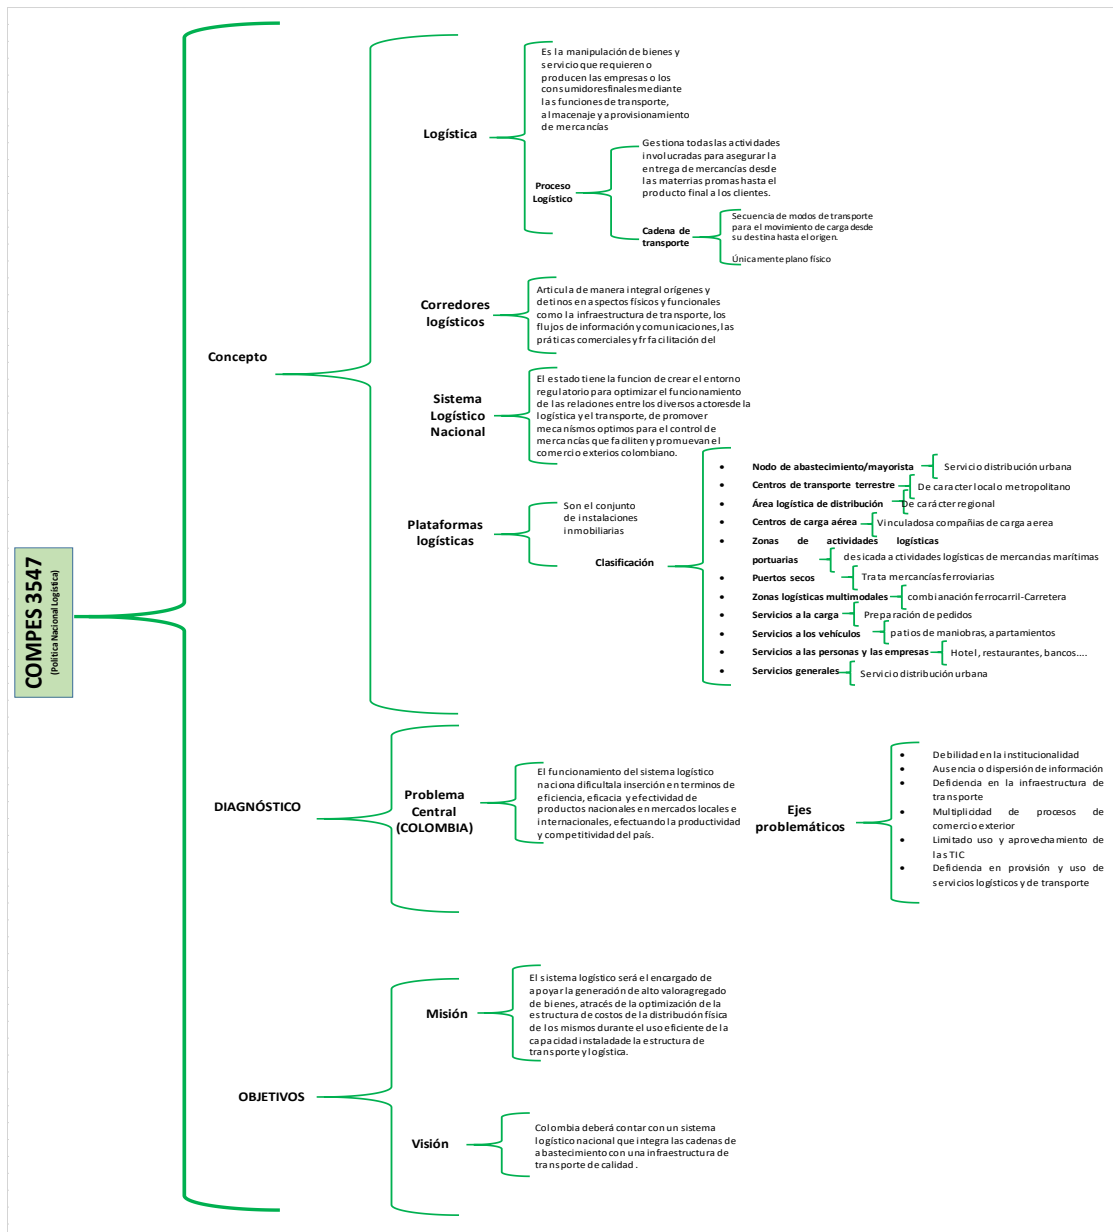 COMPES 3547
(Política Nacional Logística)
Concepto
Logística
Es la manipulación de bienes y
servicio que requieren o
producen las empresas o los
consumidoresfinales mediante
las funciones de transporte,
almacenaje y aprovisionamiento
de mercancías
Proceso
Logístico
Gestiona todas las actividades
involucradas para asegurar la
entrega de mercancías desde
las materrias promas hasta el
producto final a los clientes.
Cadena de
transporte
Secuencia de modos de transporte
para el movimiento de carga desde
su destina hasta el origen.
Únicamente plano físico
Corredores
logísticos
Articula de manera integral orígenes y
detinos en aspectos físicos y funcionales
como la infraestructura de transporte, los
flujos de información y comunicaciones, las
práticas comerciales y fr facilitación del
Sistema
Logístico
Nacional
El estado tiene la funcion de crear el entorno
regulatorio para optimizar el funcionamiento
de las relaciones entre los diversos actoresde la
logística y el transporte, de promover
mecanísmos optimos para el control de
mercancías que faciliten y promuevan el
comercio exterios colombiano.
Plataformas
logísticas
Son el conjunto
de instalaciones
inmobiliarias
Clasificación
• Nodo de abastecimiento/mayorista Servicio distribución urbana
• Centros de transporte terrestre De caracter local o metropolitano
• Área logística de distribución De carácter regional
• Centros de carga aérea Vinculadosa compañias de carga aerea
• Zonas de actividades logísticas
portuarias desicada a ctividades logísticas de mercancias marítimas
• Puertos secos Trata mercancías ferroviarias
• Zonas logísticas multimodales combianación ferrocarril-Carretera
• Servicios a la carga Preparación de pedidos
• Servicios a los vehículos patios de maniobras, apartamientos
• Servicios a las personas y las empresas Hotel, restaurantes, bancos....
• Servicios generales Servicio distribución urbana
DIAGNÓSTICO
Problema
Central
(COLOMBIA)
El funcionamiento del sistema logístico
naciona dificultala inserción en terminos de
eficiencia, eficacia y efectividad de
productos nacionales en mercados locales e
internacionales, efectuando la productividad
y competitividad del país.
Ejes
problemáticos
• Debilidad en la institucionalidad
• Ausencia o dispersión de información
• Deficiencia en la infraestructura de
transporte
• Multiplicidad de procesos de
comercio exterior
• Limitado uso y aprovechamiento de
las TIC
• Deficiencia en provisión y uso de
servicios logísticos y de transporte
OBJETIVOS
Misión
El sistema logístico será el encargado de
apoyar la generación de alto valoragregado
de bienes, através de la optimización de la
estructura de costos de la distribución física
de los mismos durante el uso eficiente de la
capacidad instaladade la estructura de
transporte y logística.
Visión
Colombia deberá contar con un sistema
logístico nacional que integra las cadenas de
abastecimiento con una infraestructura de
transporte de calidad .